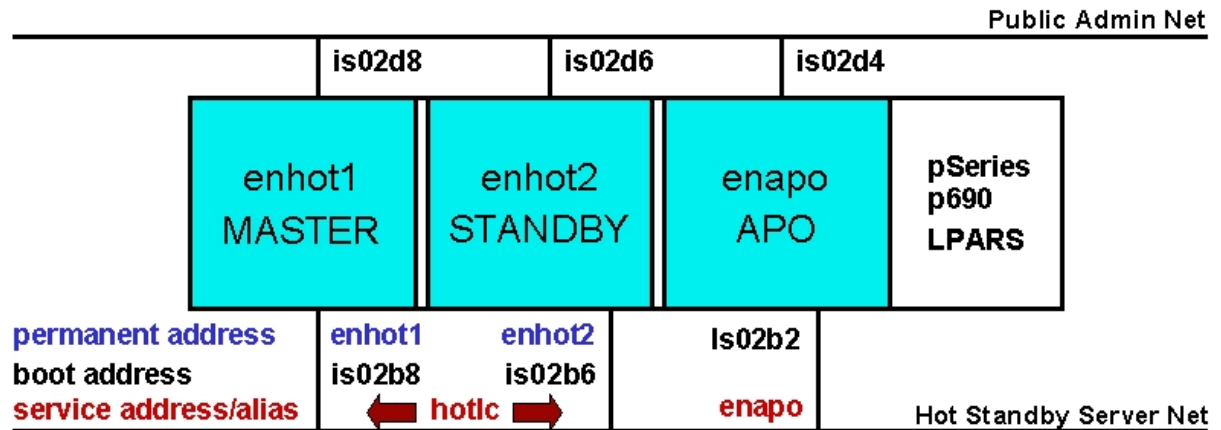 Public Admin Net
is02d8 is02d6 is02d4
enhot1
MASTER
enhot2
STANDBY
enapo
APO
pSeries
p690
LPARS
permanent address enhot1 enhot2 ls02b2
boot address is02b8 is02b6
service address/alias hotlc enapo
Hot Standby Server Net